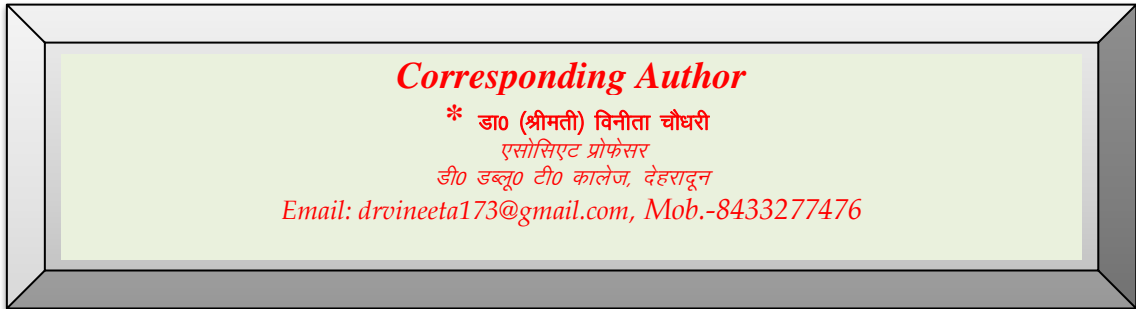 Corresponding Author
* डा0 (श्रीमती) विनीता चौधरी
एसोसिएट प्रोफेसर
डी0 डब्लू0 टी0 कालेज, देहरादून
Email: drvineeta173@gmail.com, Mob.-8433277476